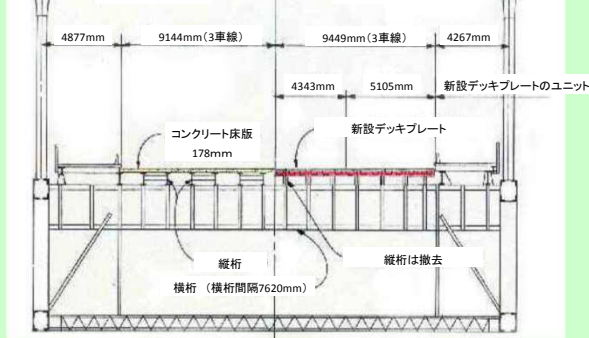 4877mm
9144mm(3車線)
9449mm(3車線)
4267mm
4343mm
5105mm
新設デッキプレートのユニット
コンクリート床版
178mm
新設デッキプレート
縦桁
縦桁は撤去
横桁 (横桁間隔7620mm)